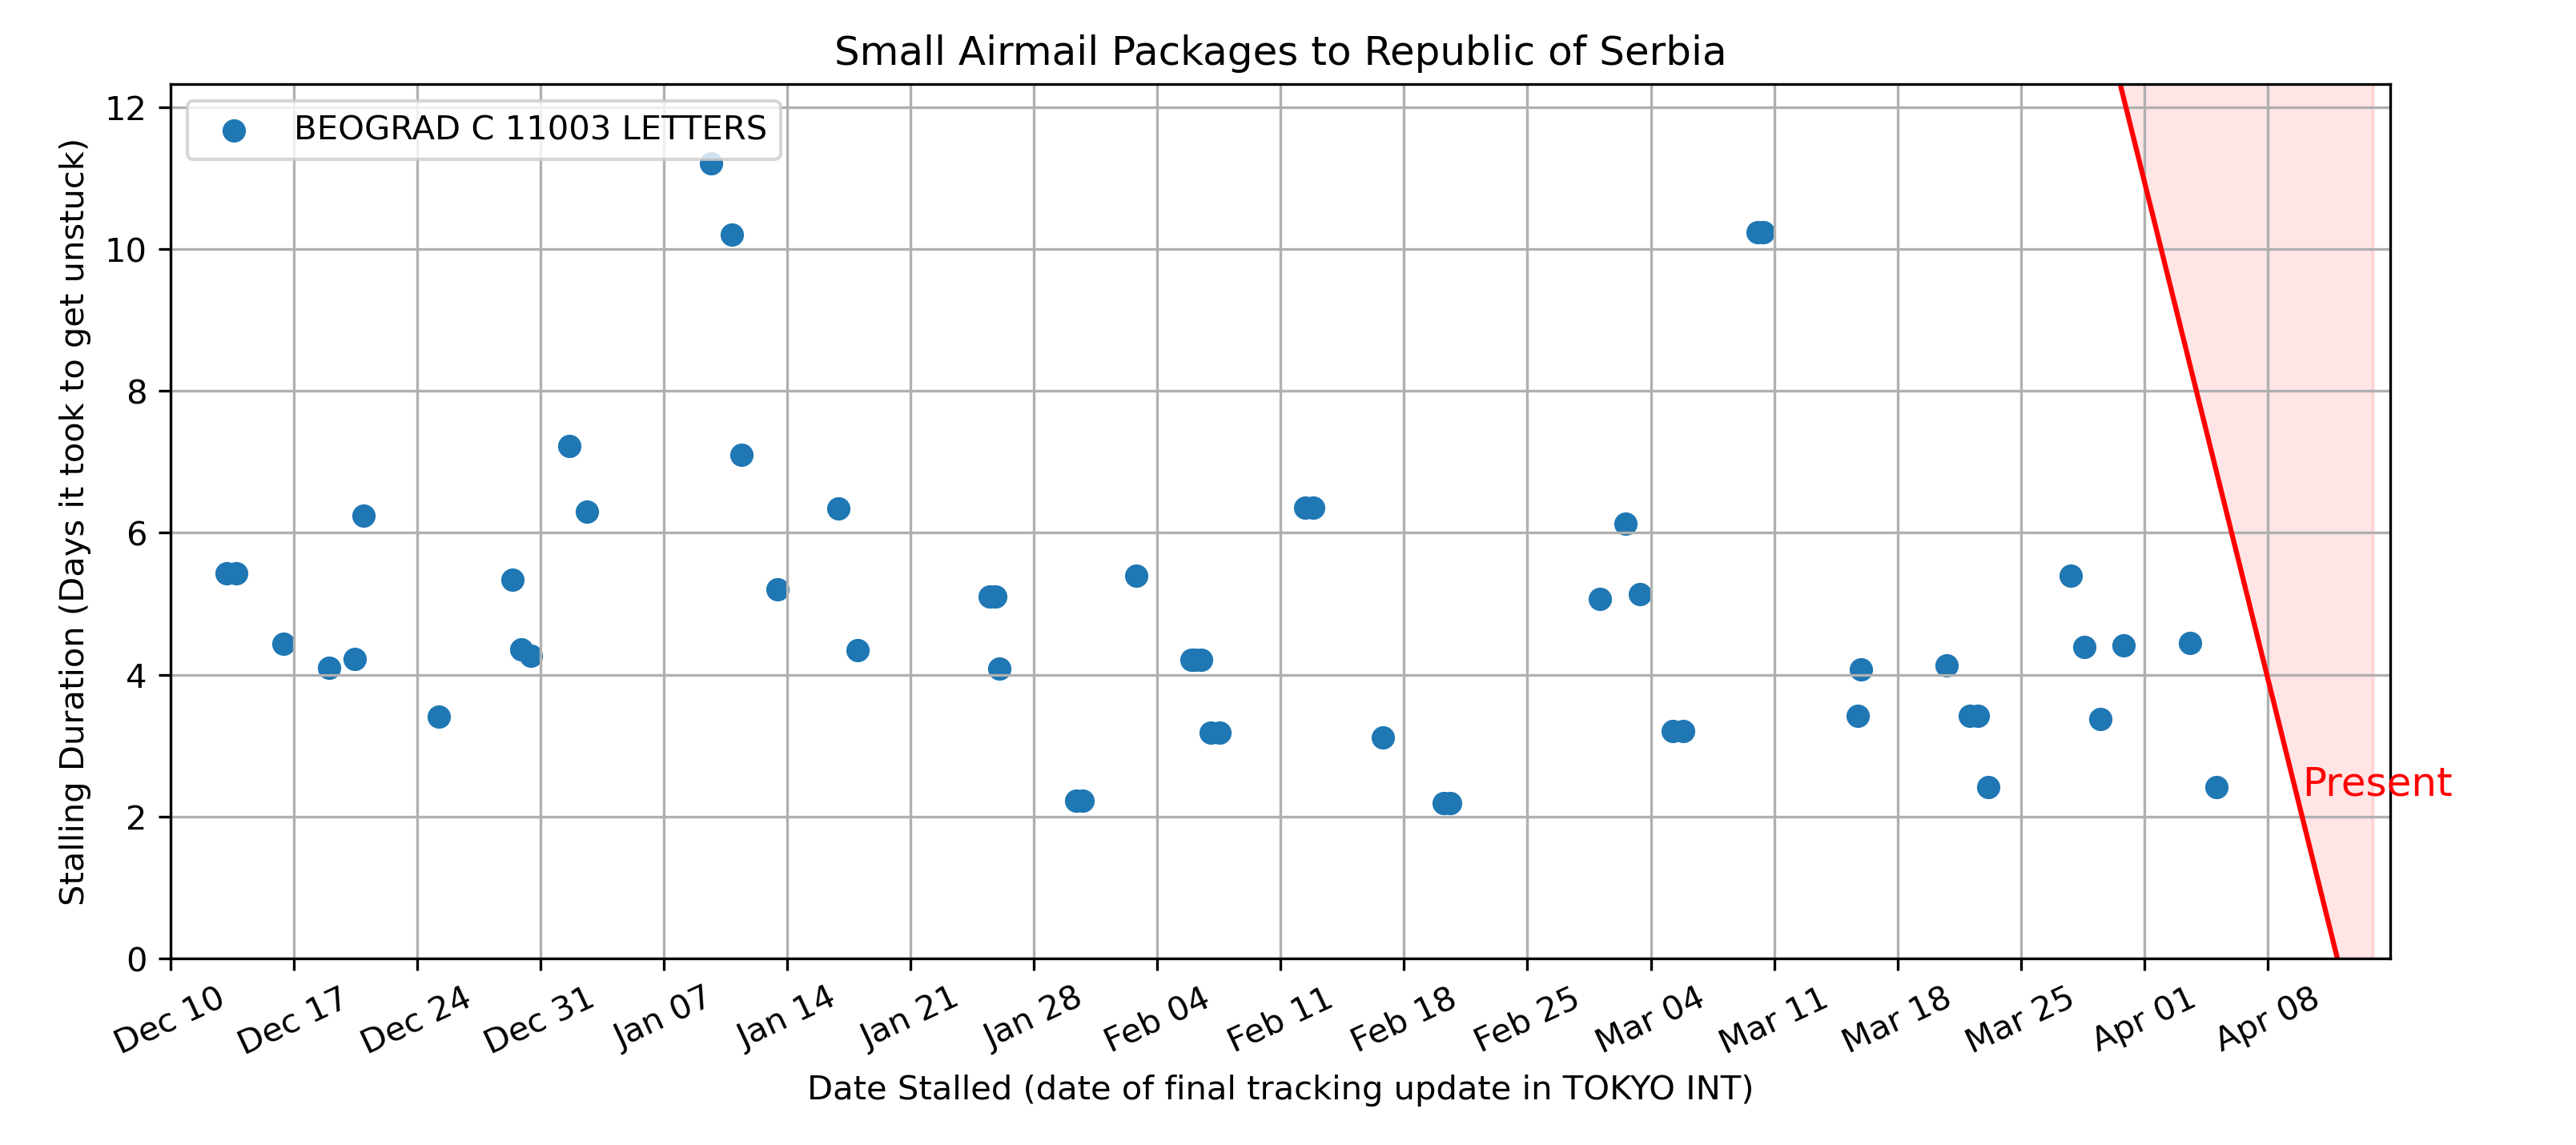 Small Airmail Packages to Republic of Serbia
BEOGRAD C 11003 LETTERS
Stalling Duration (Days it took to get unstuck)
12
10
8
6
4
2
0
Present
Dec 10
Dec 17
Dec 24
Dec 31
Jan 07
Jan 14
Jan 21
Jan 28
Feb 04
Feb 11
Feb 18
Feb 25
Mar 04
Mar 11
Mar 18
Mar 25
Apr 01
Apr 08
Date Stalled (date of final tracking update in TOKYO INT)